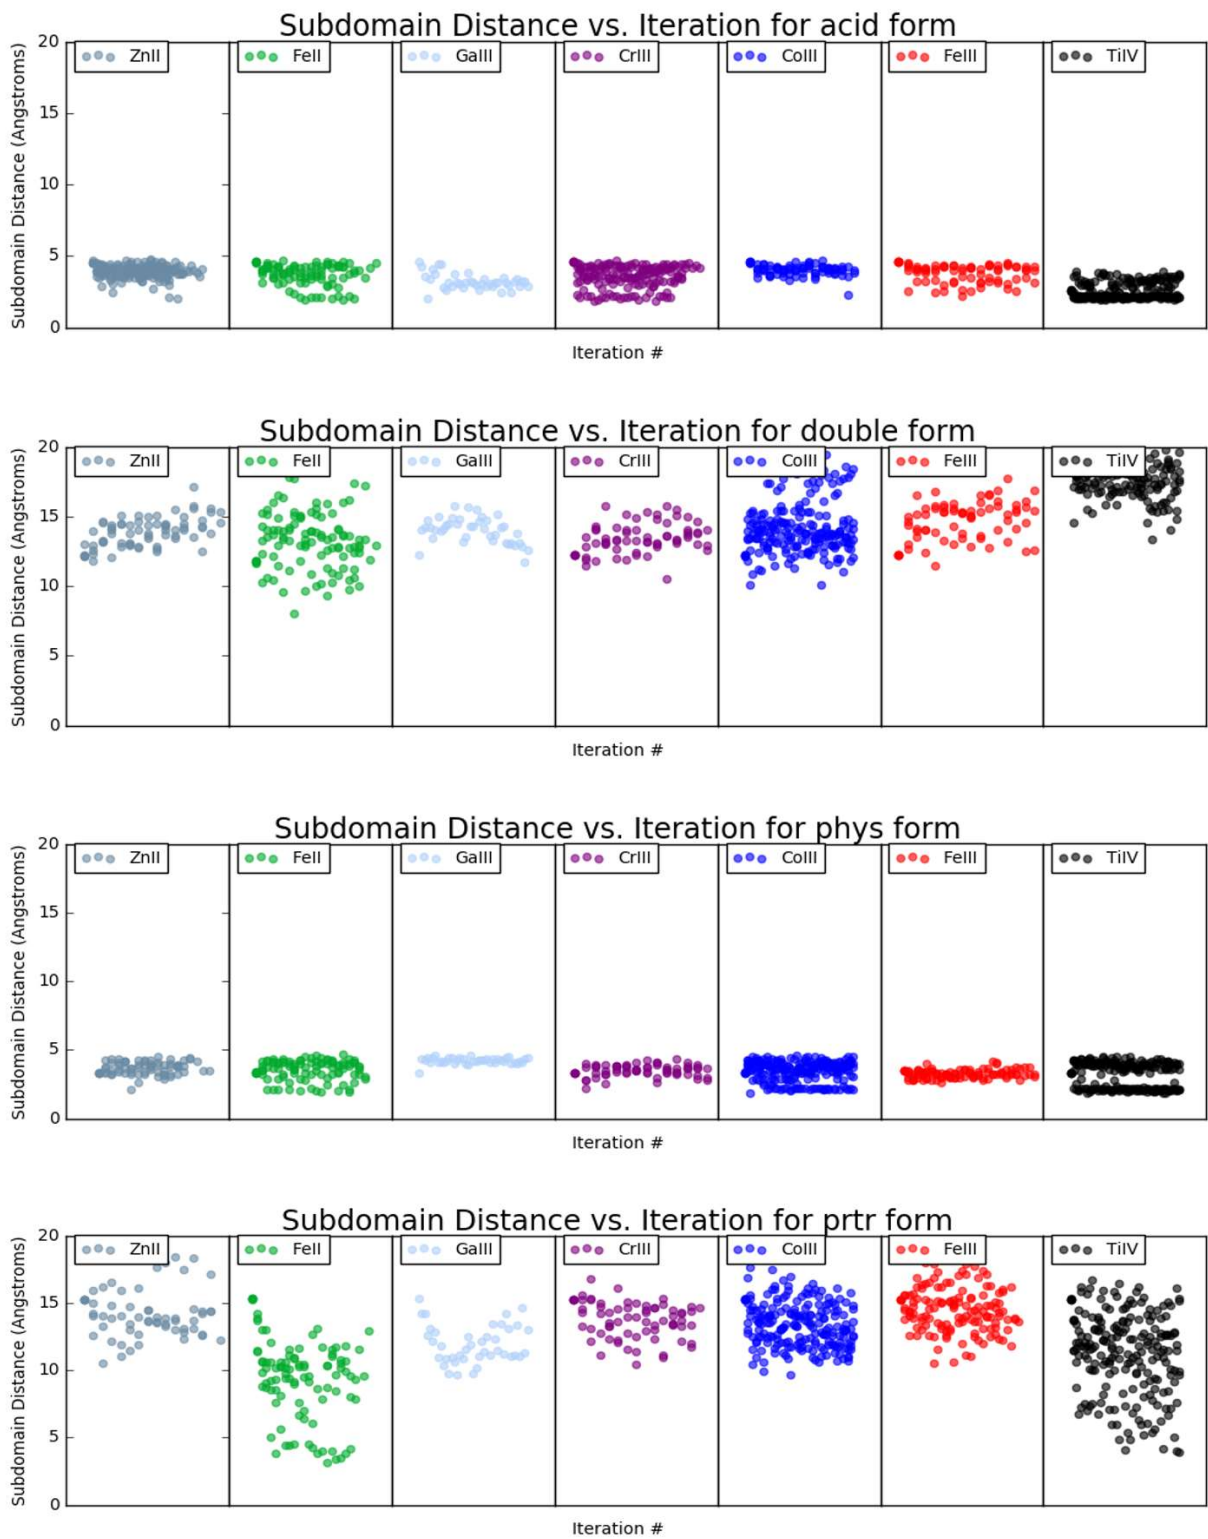 Subdomain Distance vs. Iteration for acid form
Subdomain Distance (Angstroms)
20
15
10
5
0
ZnII FeII GaIII CrIII CoIII FeIII TiIV
Iteration #
Subdomain Distance vs. Iteration for double form
Subdomain Distance (Angstroms)
20
15
10
5
0
ZnII FeII GaIII CrIII CoIII FeIII TiIV
Iteration #
Subdomain Distance vs. Iteration for phys form
Subdomain Distance (Angstroms)
20
15
10
5
0
ZnII FeII GaIII CrIII CoIII FeIII TiIV
Iteration #
Subdomain Distance vs. Iteration for prtr form
Subdomain Distance (Angstroms)
20
15
10
5
0
ZnII FeII GaIII CrIII CoIII FeIII TiIV
Iteration #